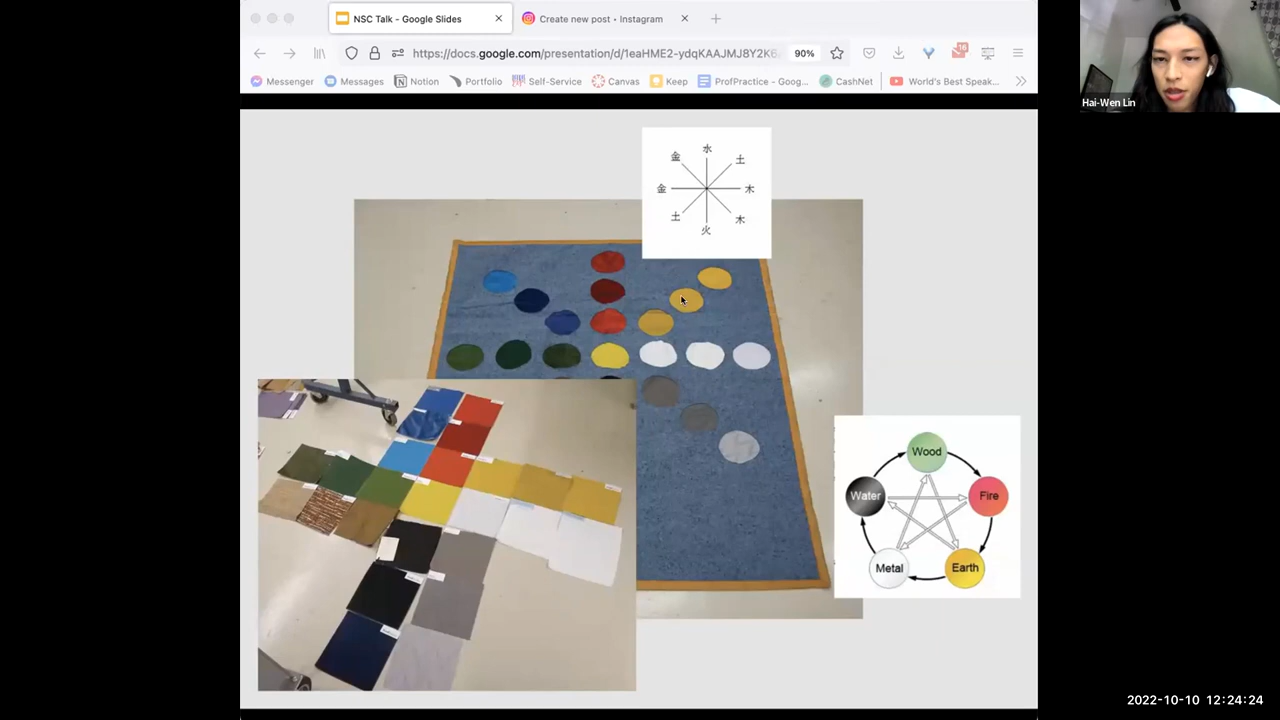 NSC Talk - Google Slides
Create new post • Instagram
https://docs.google.com/presentation/d/1eaHME2-ydqKAAJMJ8Y2K6
90%
16
Messenger
Messages
Notion
Portfolio
Self-Service
Canvas
Keep
ProfPractice - Goog...
CashNet
World's Best Speak...
Hai-Wen Lin
水
金
土
金
木
土
木
火
Wood
Water
Fire
Metal
Earth
2022-10-10 12:24:24